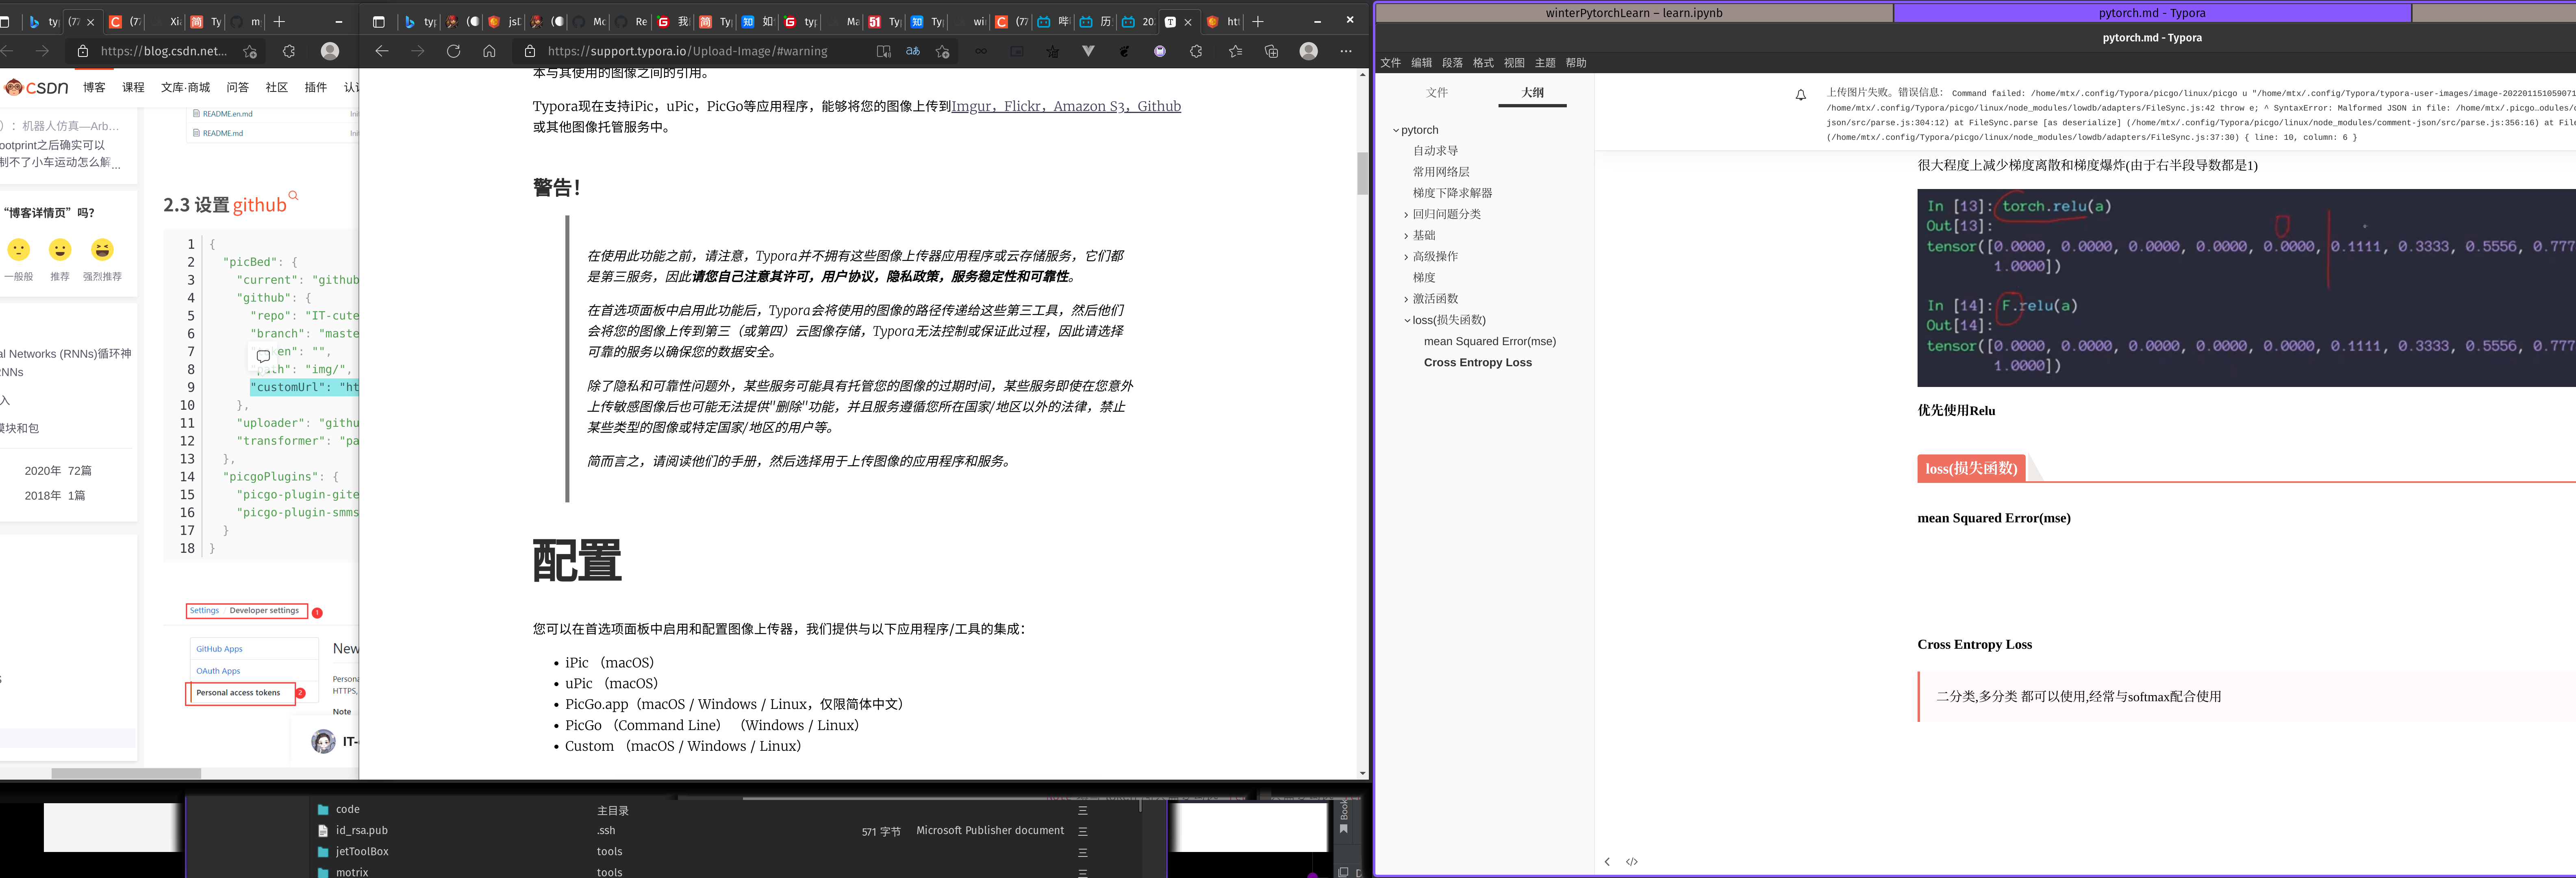 https://blog.csdn.net...
CSDN
博客
课程
文库·商城
问答
社区
插件
README.en.md
README.md
）：机器人仿真—Arb...
ootprint之后确实可以
制不了小车运动怎么解...
“博客详情页”吗？
一般般
推荐
强烈推荐
al Networks (RNNs)循环神
RNNs
入
模块和包
2020年 72篇
2018年 1篇
2.3 设置github
1 {
2 "picBed": {
3 "current": "github
4 "github": {
5 "repo": "IT-cute
6 "branch": "maste
7 ken": "",
8 path": "img/",
9 "customUrl": "ht
10 },
11 "uploader": "githu
12 "transformer": "pa
13 },
14 "picgoPlugins": {
15 "picgo-plugin-gite
16 "picgo-plugin-smms
17 }
18 }
Settings / Developer settings
1
GitHub Apps
OAuth Apps
Personal access tokens
2
New
Persona
HTTPS,
Note
IT-
https://support.typora.io/Upload-Image/#warning
本与其使用的图像之间的引用。
Typora现在支持iPic，uPic，PicGo等应用程序，能够将您的图像上传到Imgur，Flickr，Amazon S3，Github
或其他图像托管服务中。
警告！
在使用此功能之前，请注意，Typora并不拥有这些图像上传器应用程序或云存储服务，它们都
是第三服务，因此请您自己注意其许可，用户协议，隐私政策，服务稳定性和可靠性。
在首选项面板中启用此功能后，Typora会将使用的图像的路径传递给这些第三工具，然后他们
会将您的图像上传到第三（或第四）云图像存储，Typora无法控制或保证此过程，因此请选择
可靠的服务以确保您的数据安全。
除了隐私和可靠性问题外，某些服务可能具有托管您的图像的过期时间，某些服务即使在您意外
上传敏感图像后也可能无法提供"删除"功能，并且服务遵循您所在国家/地区以外的法律，禁止
某些类型的图像或特定国家/地区的用户等。
简而言之，请阅读他们的手册，然后选择用于上传图像的应用程序和服务。
配置
您可以在首选项面板中启用和配置图像上传器，我们提供与以下应用程序/工具的集成：
• iPic （macOS）
• uPic （macOS）
• PicGo.app（macOS / Windows / Linux，仅限简体中文）
• PicGo （Command Line） （Windows / Linux）
• Custom （macOS / Windows / Linux）
code 主目录
id_rsa.pub .ssh 571 字节 Microsoft Publisher document
jetToolBox tools
motrix tools
Book
winterPytorchLearn – learn.ipynb
pytorch.md - Typora
pytorch.md - Typora
文件 编辑 段落 格式 视图 主题 帮助
文件 大纲
pytorch
自动求导
常用网络层
梯度下降求解器
回归问题分类
基础
高级操作
梯度
激活函数
loss(损失函数)
mean Squared Error(mse)
Cross Entropy Loss
上传图片失败。错误信息： Command failed: /home/mtx/.config/Typora/picgo/linux/picgo u "/home/mtx/.config/Typora/typora-user-images/image-20220115105907
/home/mtx/.config/Typora/picgo/linux/node_modules/lowdb/adapters/FileSync.js:42 throw e; ^ SyntaxError: Malformed JSON in file: /home/mtx/.picgo
json/src/parse.js:304:12) at FileSync.parse [as deserialize] (/home/mtx/.config/Typora/picgo/linux/node_modules/comment-json/src/parse.js:356:16) at File
(/home/mtx/.config/Typora/picgo/linux/node_modules/lowdb/adapters/FileSync.js:37:30) { line: 10, column: 6 }
很大程度上减少梯度离散和梯度爆炸(由于右半段导数都是1)
In [13]: torch.relu(a)
Out[13]:
tensor([0.0000, 0.0000, 0.0000, 0.0000, 0.0000, 0.1111, 0.3333, 0.5556, 0.777
1.0000])
In [14]: F.relu(a)
Out[14]:
tensor([0.0000, 0.0000, 0.0000, 0.0000, 0.0000, 0.1111, 0.3333, 0.5556, 0.777
1.0000])
优先使用Relu
loss(损失函数)
mean Squared Error(mse)
Cross Entropy Loss
二分类,多分类 都可以使用,经常与softmax配合使用